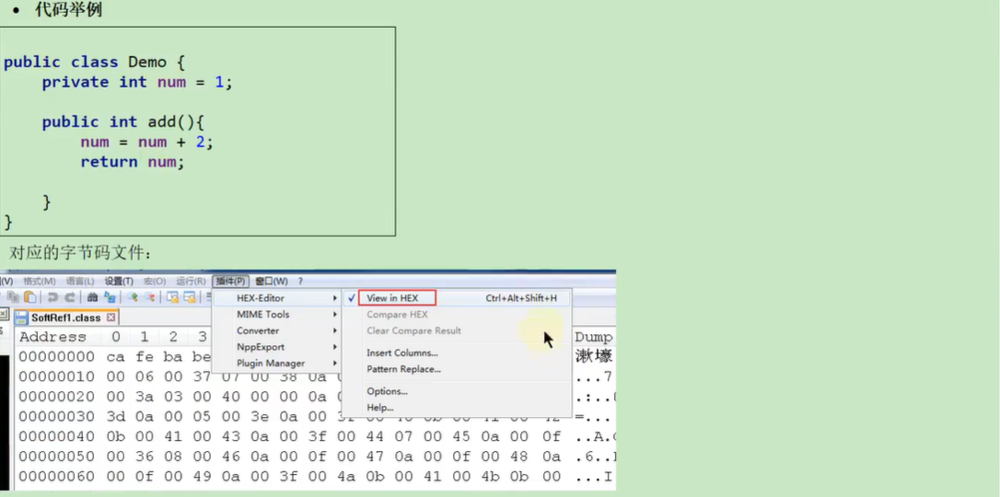 • 代码举例
public class Demo {
private int num = 1;
public int add(){
num = num + 2;
return num;
}
}
对应的字节码文件：
(V) 格式(M) 语言(L) 设置(T) 宏(O) 运行(R) 插件(P) 窗口(W) ?
HEX-Editor View in HEX Ctrl+Alt+Shift+H
MIME Tools Compare HEX
Converter Clear Compare Result
NppExport Insert Columns...
Plugin Manager Pattern Replace...
Options...
Help...
SoftRef1.class
Address 0 1 2 3 Dump
00000000 ca fe ba be
00000010 00 06 00 37 07 00 38 0a ...7
00000020 00 3a 03 00 40 00 00 0a .:..
00000030 3d 0a 00 05 00 3e 0a 00 =...
00000040 0b 00 41 00 43 0a 00 3f 00 44 07 00 45 0a 00 0f ..A.
00000050 00 36 08 00 46 0a 00 0f 00 47 0a 00 0f 00 48 0a .6..
00000060 00 0f 00 49 0a 00 3f 00 4a 0b 00 41 00 4b 0b 00 ...I